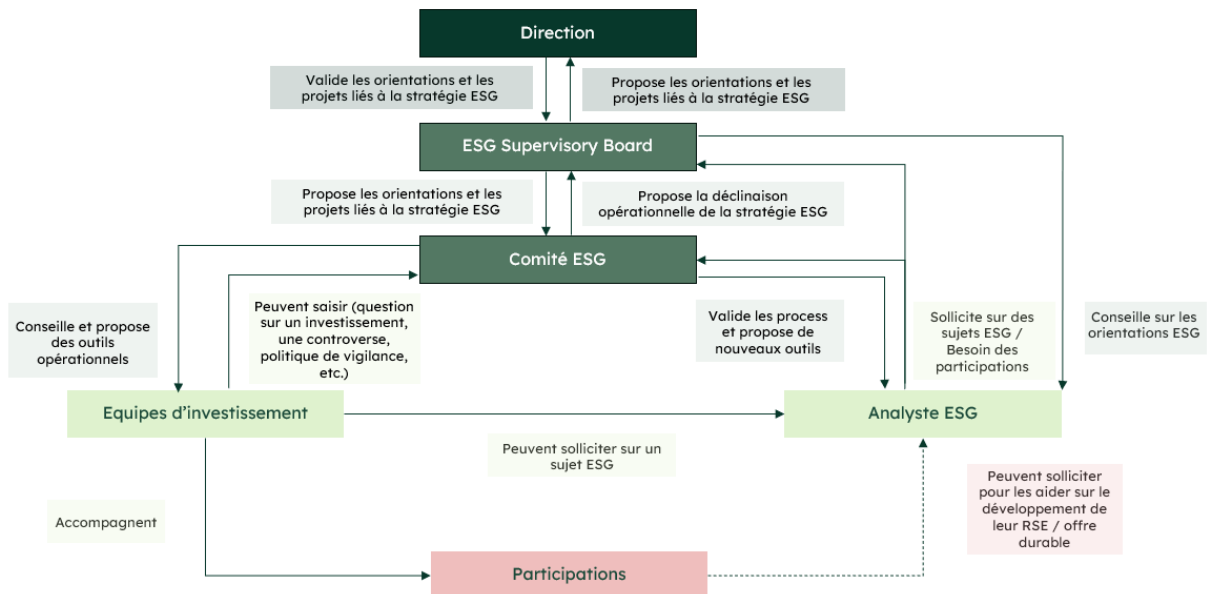 Direction
Valide les orientations et les
projets liés à la stratégie ESG
Propose les orientations et les
projets liés à la stratégie ESG
ESG Supervisory Board
Propose les orientations et les
projets liés à la stratégie ESG
Propose la déclinaison
opérationnelle de la stratégie ESG
Comité ESG
Conseille et propose
des outils
opérationnels
Peuvent saisir (question
sur un investissement,
une controverse,
politique de vigilance,
etc.)
Valide les process
et propose de
nouveaux outils
Sollicite sur des
sujets ESG /
Besoin des
participations
Conseille sur les
orientations ESG
Equipes d’investissement
Analyste ESG
Peuvent solliciter sur un
sujet ESG
Peuvent solliciter
pour les aider sur le
développement de
leur RSE / offre
durable
Accompagnent
Participations